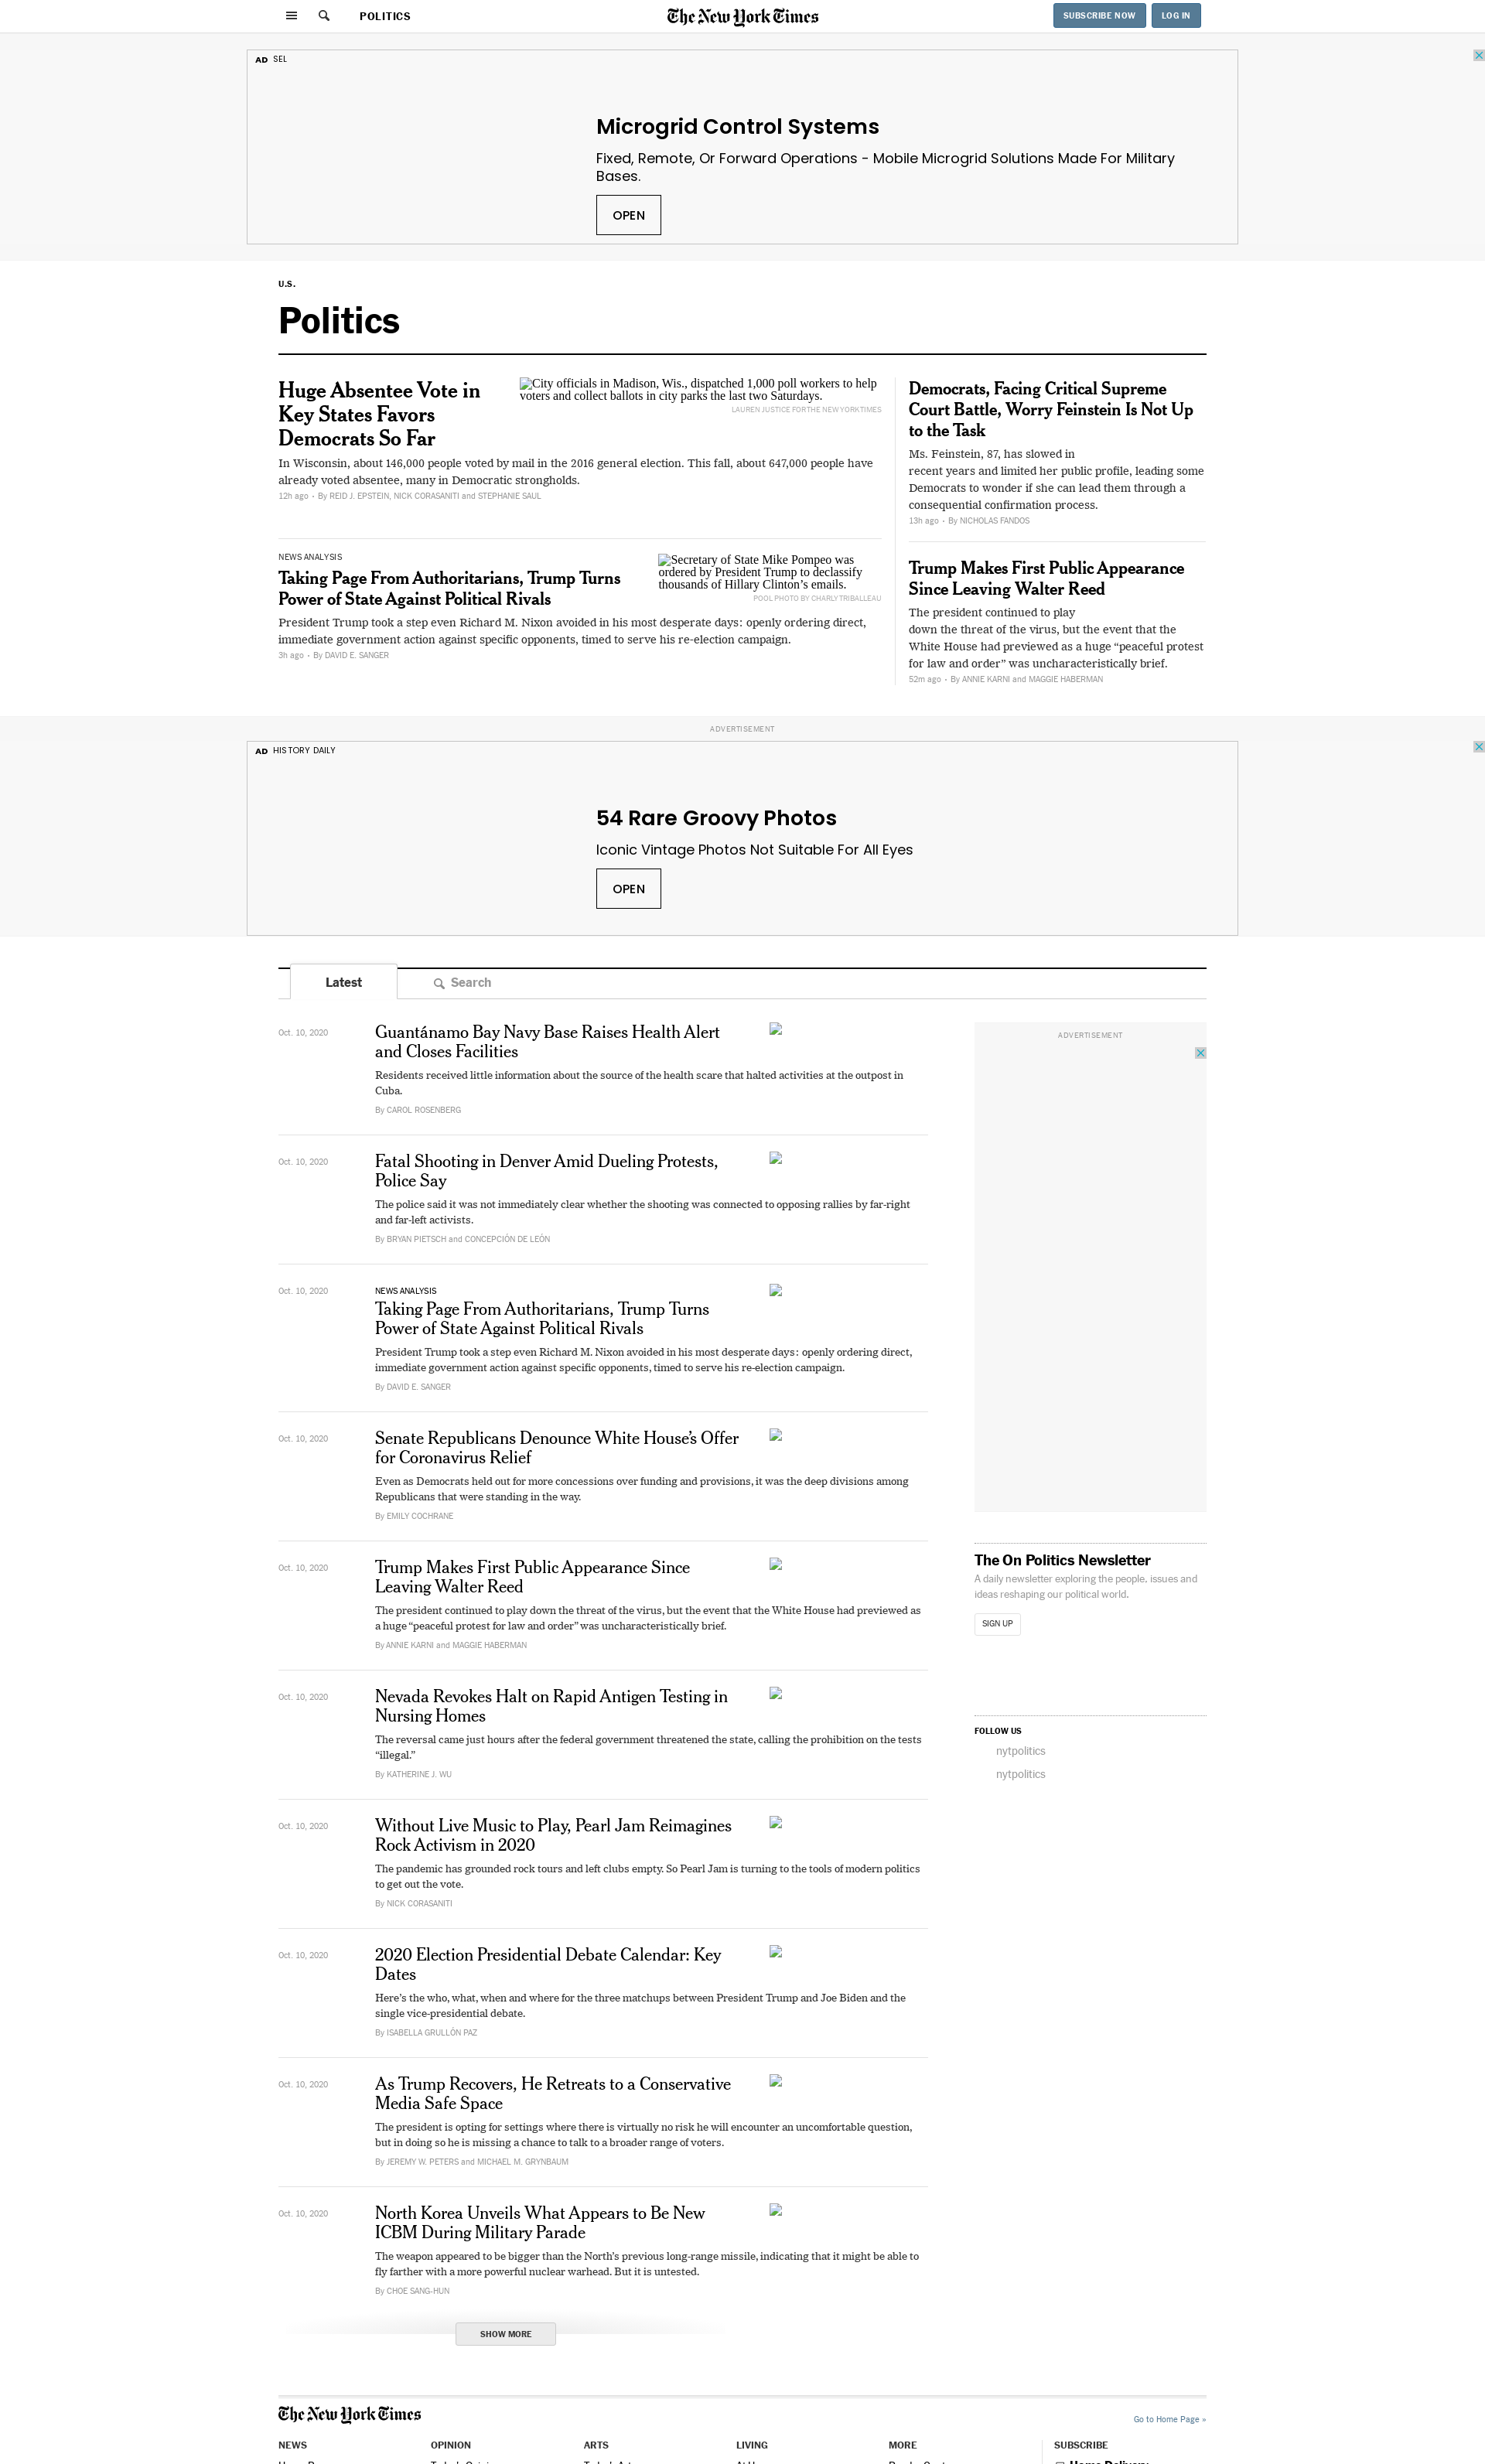 POLITICS
The New York Times
SUBSCRIBE NOW
LOG IN
AD SEL
Microgrid Control Systems
Fixed, Remote, Or Forward Operations - Mobile Microgrid Solutions Made For Military
Bases.
OPEN
U.S.
Politics
Huge Absentee Vote in
Key States Favors
Democrats So Far
City officials in Madison, Wis., dispatched 1,000 poll workers to help
voters and collect ballots in city parks the last two Saturdays.
LAUREN JUSTICE FOR THE NEW YORK TIMES
In Wisconsin, about 146,000 people voted by mail in the 2016 general election. This fall, about 647,000 people have
already voted absentee, many in Democratic strongholds.
12h ago • By REID J. EPSTEIN, NICK CORASANITI and STEPHANIE SAUL
NEWS ANALYSIS
Taking Page From Authoritarians, Trump Turns
Power of State Against Political Rivals
Secretary of State Mike Pompeo was
ordered by President Trump to declassify
thousands of Hillary Clinton’s emails.
POOL PHOTO BY CHARLY TRIBALLEAU
President Trump took a step even Richard M. Nixon avoided in his most desperate days: openly ordering direct,
immediate government action against specific opponents, timed to serve his re-election campaign.
3h ago • By DAVID E. SANGER
Democrats, Facing Critical Supreme
Court Battle, Worry Feinstein Is Not Up
to the Task
Ms. Feinstein, 87, has slowed in
recent years and limited her public profile, leading some
Democrats to wonder if she can lead them through a
consequential confirmation process.
13h ago • By NICHOLAS FANDOS
Trump Makes First Public Appearance
Since Leaving Walter Reed
The president continued to play
down the threat of the virus, but the event that the
White House had previewed as a huge “peaceful protest
for law and order” was uncharacteristically brief.
52m ago • By ANNIE KARNI and MAGGIE HABERMAN
ADVERTISEMENT
AD HISTORY DAILY
54 Rare Groovy Photos
Iconic Vintage Photos Not Suitable For All Eyes
OPEN
Latest
Search
Oct. 10, 2020
Guantánamo Bay Navy Base Raises Health Alert
and Closes Facilities
Residents received little information about the source of the health scare that halted activities at the outpost in
Cuba.
By CAROL ROSENBERG
Oct. 10, 2020
Fatal Shooting in Denver Amid Dueling Protests,
Police Say
The police said it was not immediately clear whether the shooting was connected to opposing rallies by far-right
and far-left activists.
By BRYAN PIETSCH and CONCEPCIÓN DE LEÓN
Oct. 10, 2020
NEWS ANALYSIS
Taking Page From Authoritarians, Trump Turns
Power of State Against Political Rivals
President Trump took a step even Richard M. Nixon avoided in his most desperate days: openly ordering direct,
immediate government action against specific opponents, timed to serve his re-election campaign.
By DAVID E. SANGER
Oct. 10, 2020
Senate Republicans Denounce White House’s Offer
for Coronavirus Relief
Even as Democrats held out for more concessions over funding and provisions, it was the deep divisions among
Republicans that were standing in the way.
By EMILY COCHRANE
Oct. 10, 2020
Trump Makes First Public Appearance Since
Leaving Walter Reed
The president continued to play down the threat of the virus, but the event that the White House had previewed as
a huge “peaceful protest for law and order” was uncharacteristically brief.
By ANNIE KARNI and MAGGIE HABERMAN
Oct. 10, 2020
Nevada Revokes Halt on Rapid Antigen Testing in
Nursing Homes
The reversal came just hours after the federal government threatened the state, calling the prohibition on the tests
“illegal.”
By KATHERINE J. WU
Oct. 10, 2020
Without Live Music to Play, Pearl Jam Reimagines
Rock Activism in 2020
The pandemic has grounded rock tours and left clubs empty. So Pearl Jam is turning to the tools of modern politics
to get out the vote.
By NICK CORASANITI
Oct. 10, 2020
2020 Election Presidential Debate Calendar: Key
Dates
Here’s the who, what, when and where for the three matchups between President Trump and Joe Biden and the
single vice-presidential debate.
By ISABELLA GRULLÓN PAZ
Oct. 10, 2020
As Trump Recovers, He Retreats to a Conservative
Media Safe Space
The president is opting for settings where there is virtually no risk he will encounter an uncomfortable question,
but in doing so he is missing a chance to talk to a broader range of voters.
By JEREMY W. PETERS and MICHAEL M. GRYNBAUM
Oct. 10, 2020
North Korea Unveils What Appears to Be New
ICBM During Military Parade
The weapon appeared to be bigger than the North’s previous long-range missile, indicating that it might be able to
fly farther with a more powerful nuclear warhead. But it is untested.
By CHOE SANG-HUN
SHOW MORE
ADVERTISEMENT
The On Politics Newsletter
A daily newsletter exploring the people, issues and
ideas reshaping our political world.
SIGN UP
FOLLOW US
nytpolitics
nytpolitics
The New York Times
Go to Home Page »
NEWS
OPINION
ARTS
LIVING
MORE
SUBSCRIBE